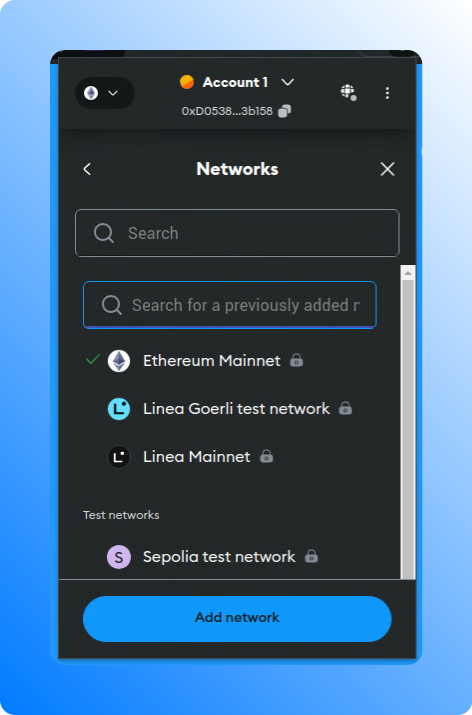 Account 1
0xD0538...3b158
Networks
Search
Search for a previously added r
Ethereum Mainnet
Linea Goerli test network
Linea Mainnet
Test networks
S Sepolia test network
Add network